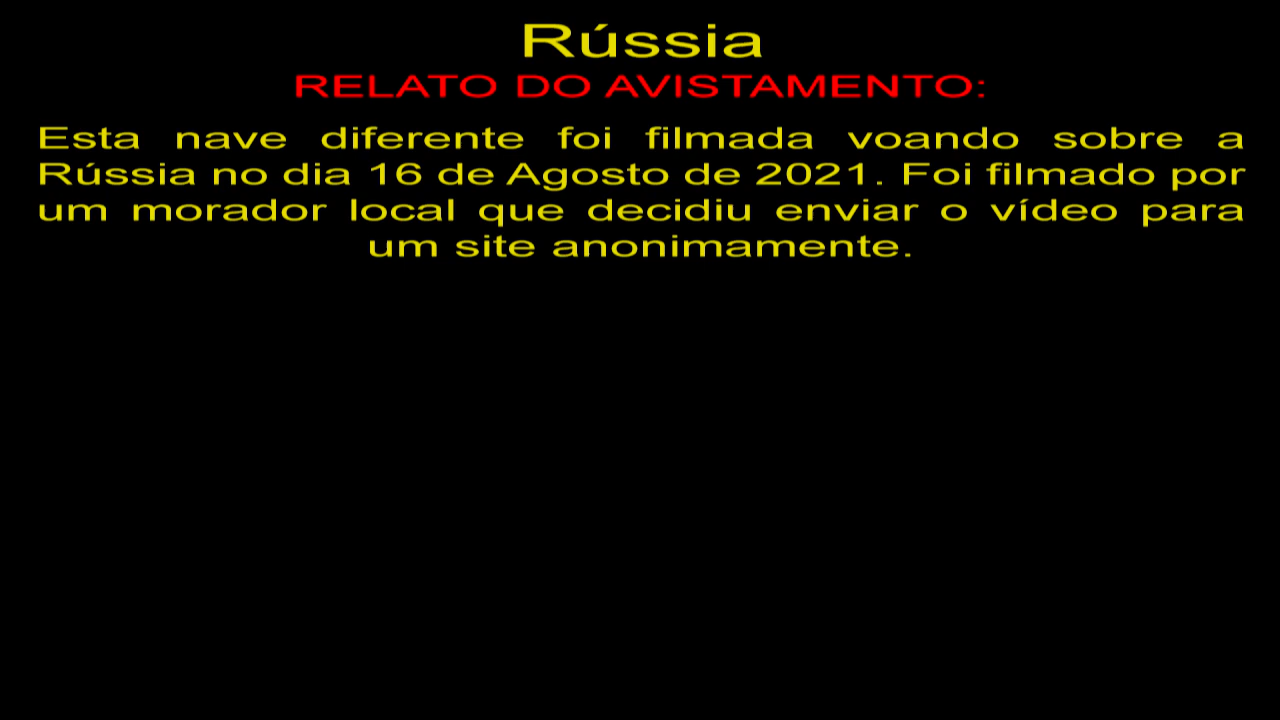 Rússia
RELATO DO AVISTAMENTO:
Esta nave diferente foi filmada voando sobre a
Rússia no dia 16 de Agosto de 2021. Foi filmado por
um morador local que decidiu enviar o vídeo para
um site anonimamente.